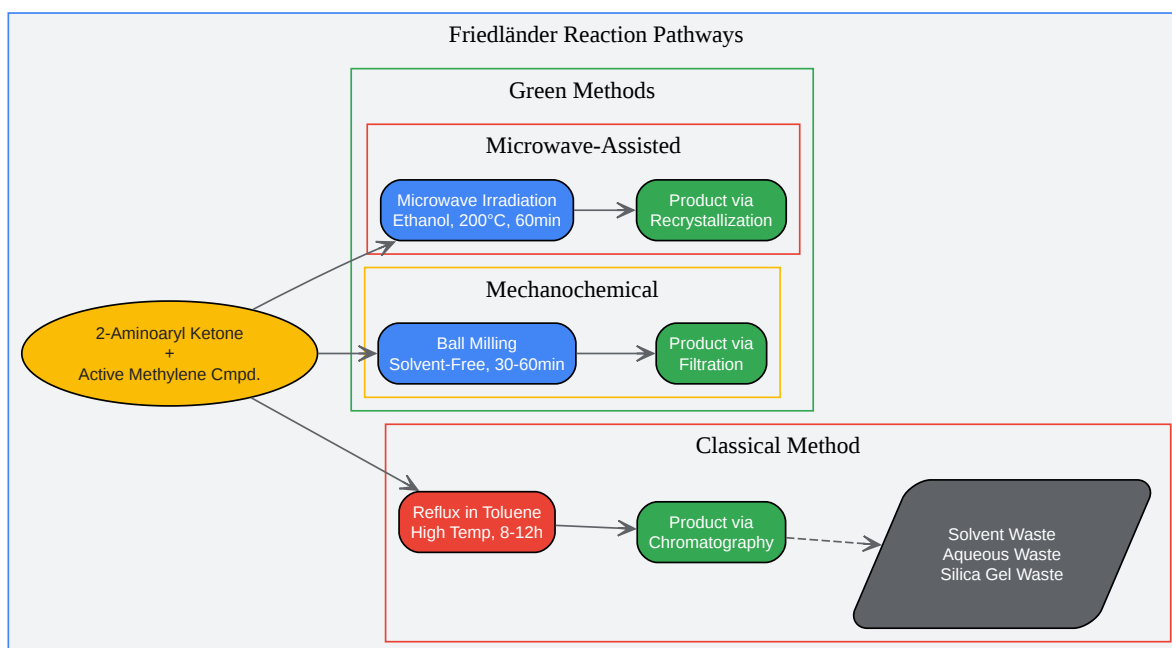 Friedländer Reaction Pathways
Green Methods
Microwave-Assisted
Microwave Irradiation
Ethanol, 200°C, 60min
Product via
Recrystallization
Mechanochemical
2-Aminoaryl Ketone
+
Active Methylene Cmpd.
Ball Milling
Solvent-Free, 30-60min
Product via
Filtration
Classical Method
Reflux in Toluene
High Temp, 8-12h
Product via
Chromatography
Solvent Waste
Aqueous Waste
Silica Gel Waste